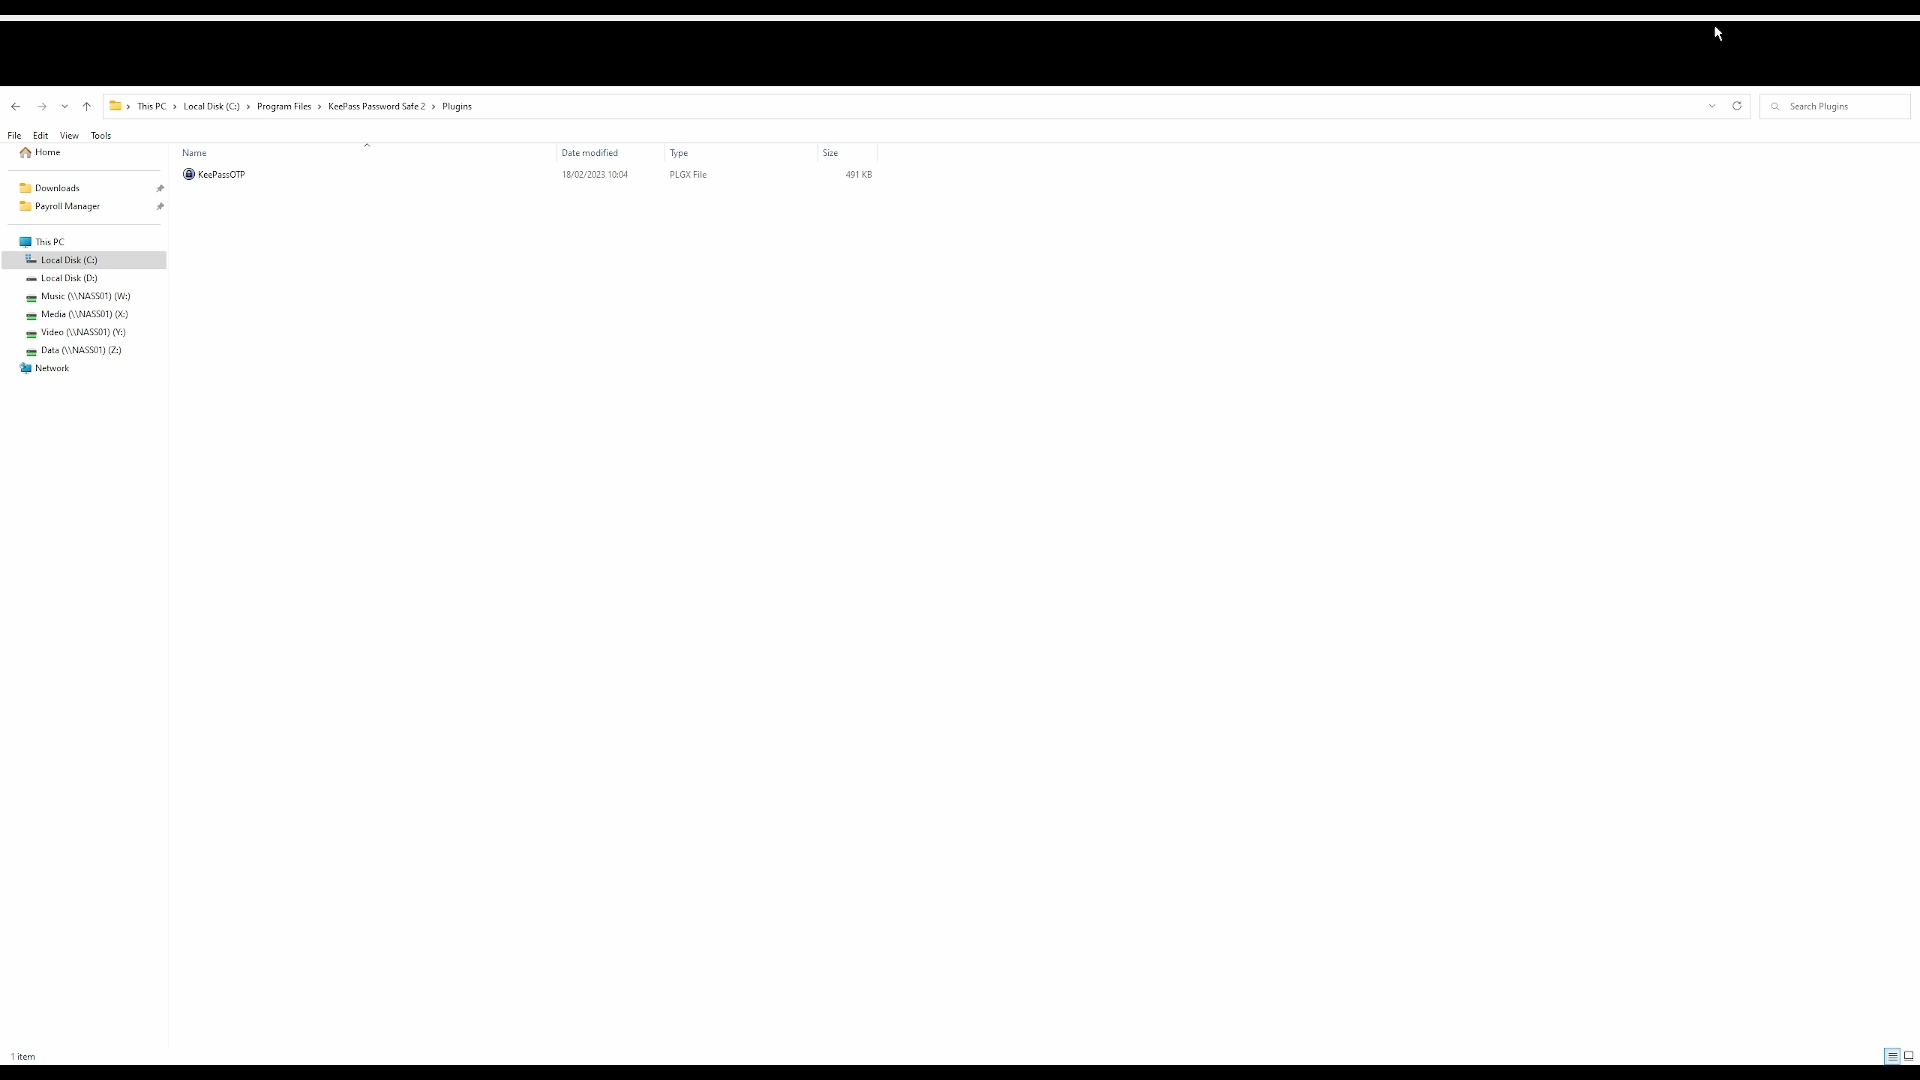 This PC > Local Disk (C:) > Program Files > KeePass Password Safe 2 > Plugins
Search Plugins
File Edit View Tools
Home
Downloads
Payroll Manager
This PC
Local Disk (C:)
Local Disk (D:)
Music (\\NASS01) (W:)
Media (\\NASS01) (X:)
Video (\\NASS01) (Y:)
Data (\\NASS01) (Z:)
Network
Name Date modified Type Size
KeePassOTP 18/02/2023 10:04 PLGX File 491 KB
1 item